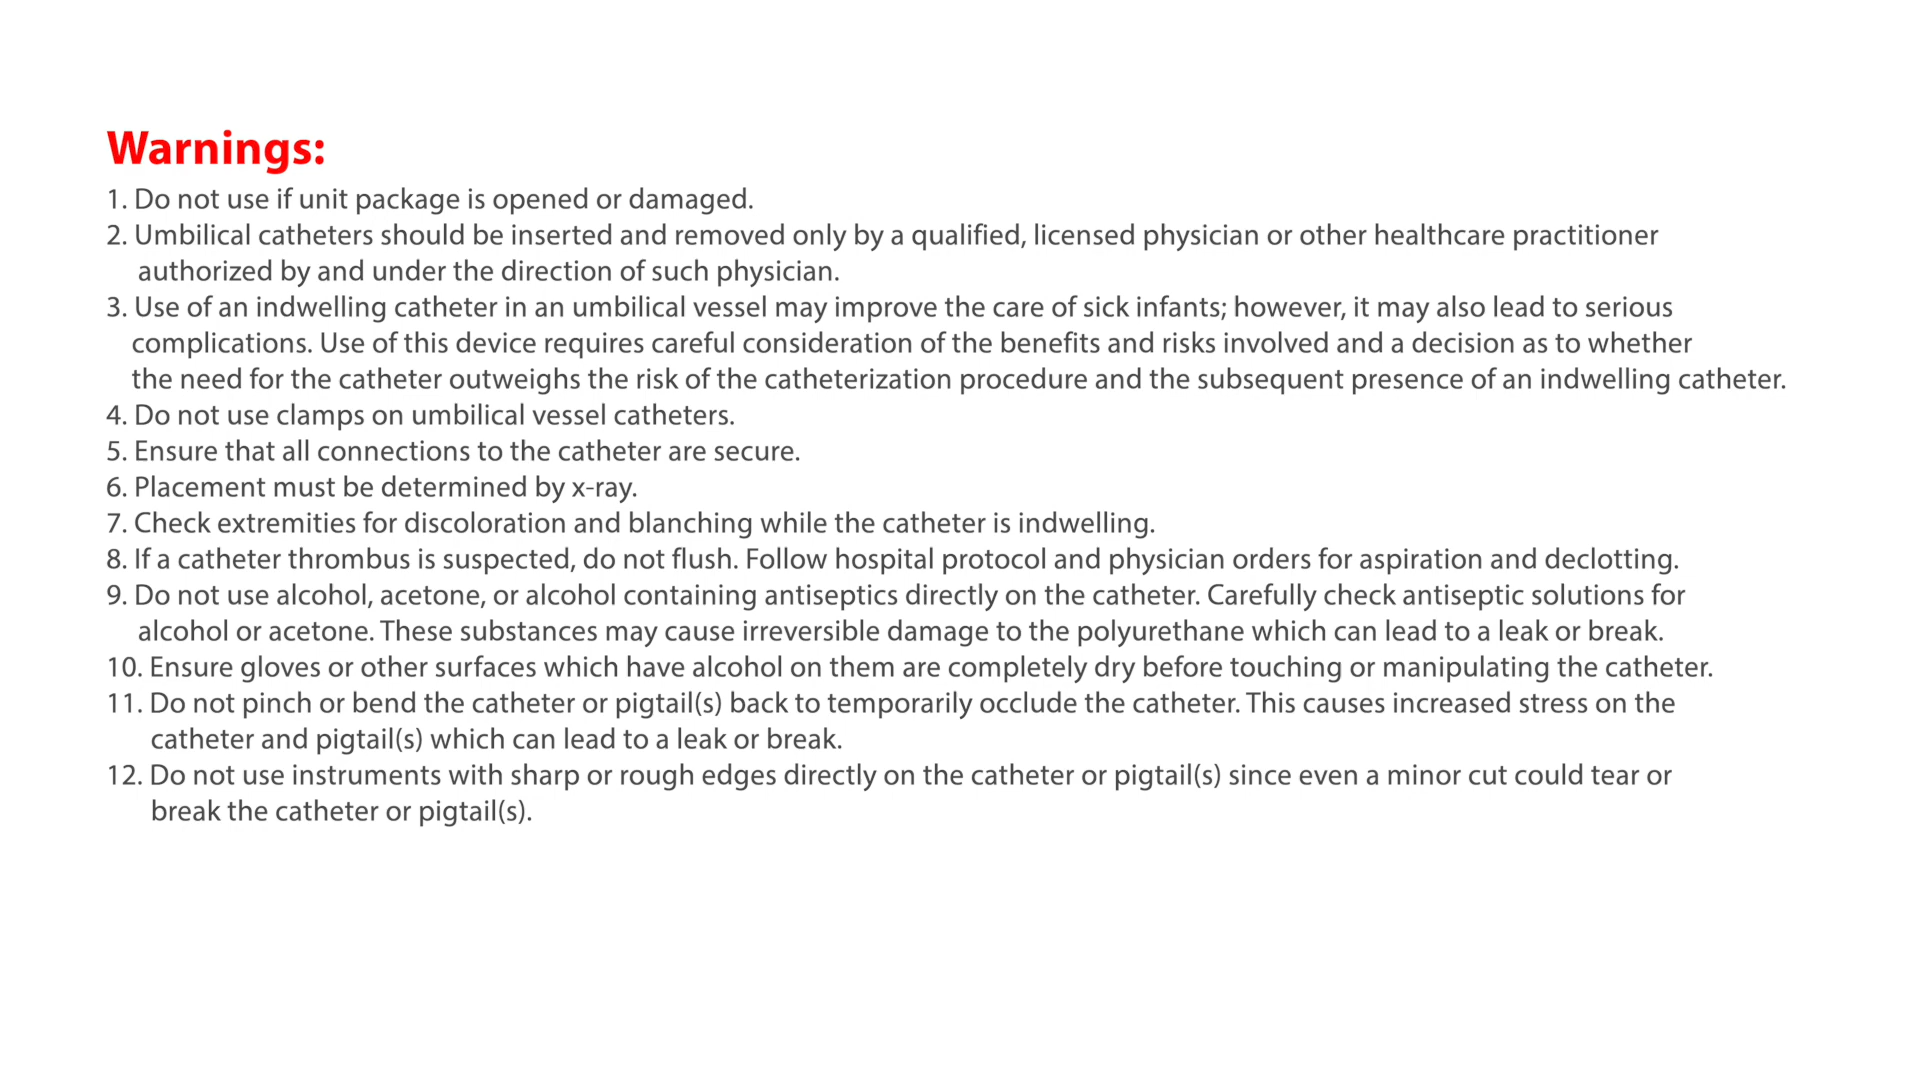 Warnings:
1. Do not use if unit package is opened or damaged.
2. Umbilical catheters should be inserted and removed only by a qualified, licensed physician or other healthcare practitioner
authorized by and under the direction of such physician.
3. Use of an indwelling catheter in an umbilical vessel may improve the care of sick infants; however, it may also lead to serious
complications. Use of this device requires careful consideration of the benefits and risks involved and a decision as to whether
the need for the catheter outweighs the risk of the catheterization procedure and the subsequent presence of an indwelling catheter.
4. Do not use clamps on umbilical vessel catheters.
5. Ensure that all connections to the catheter are secure.
6. Placement must be determined by x-ray.
7. Check extremities for discoloration and blanching while the catheter is indwelling.
8. If a catheter thrombus is suspected, do not flush. Follow hospital protocol and physician orders for aspiration and declotting.
9. Do not use alcohol, acetone, or alcohol containing antiseptics directly on the catheter. Carefully check antiseptic solutions for
alcohol or acetone. These substances may cause irreversible damage to the polyurethane which can lead to a leak or break.
10. Ensure gloves or other surfaces which have alcohol on them are completely dry before touching or manipulating the catheter.
11. Do not pinch or bend the catheter or pigtail(s) back to temporarily occlude the catheter. This causes increased stress on the
catheter and pigtail(s) which can lead to a leak or break.
12. Do not use instruments with sharp or rough edges directly on the catheter or pigtail(s) since even a minor cut could tear or
break the catheter or pigtail(s).